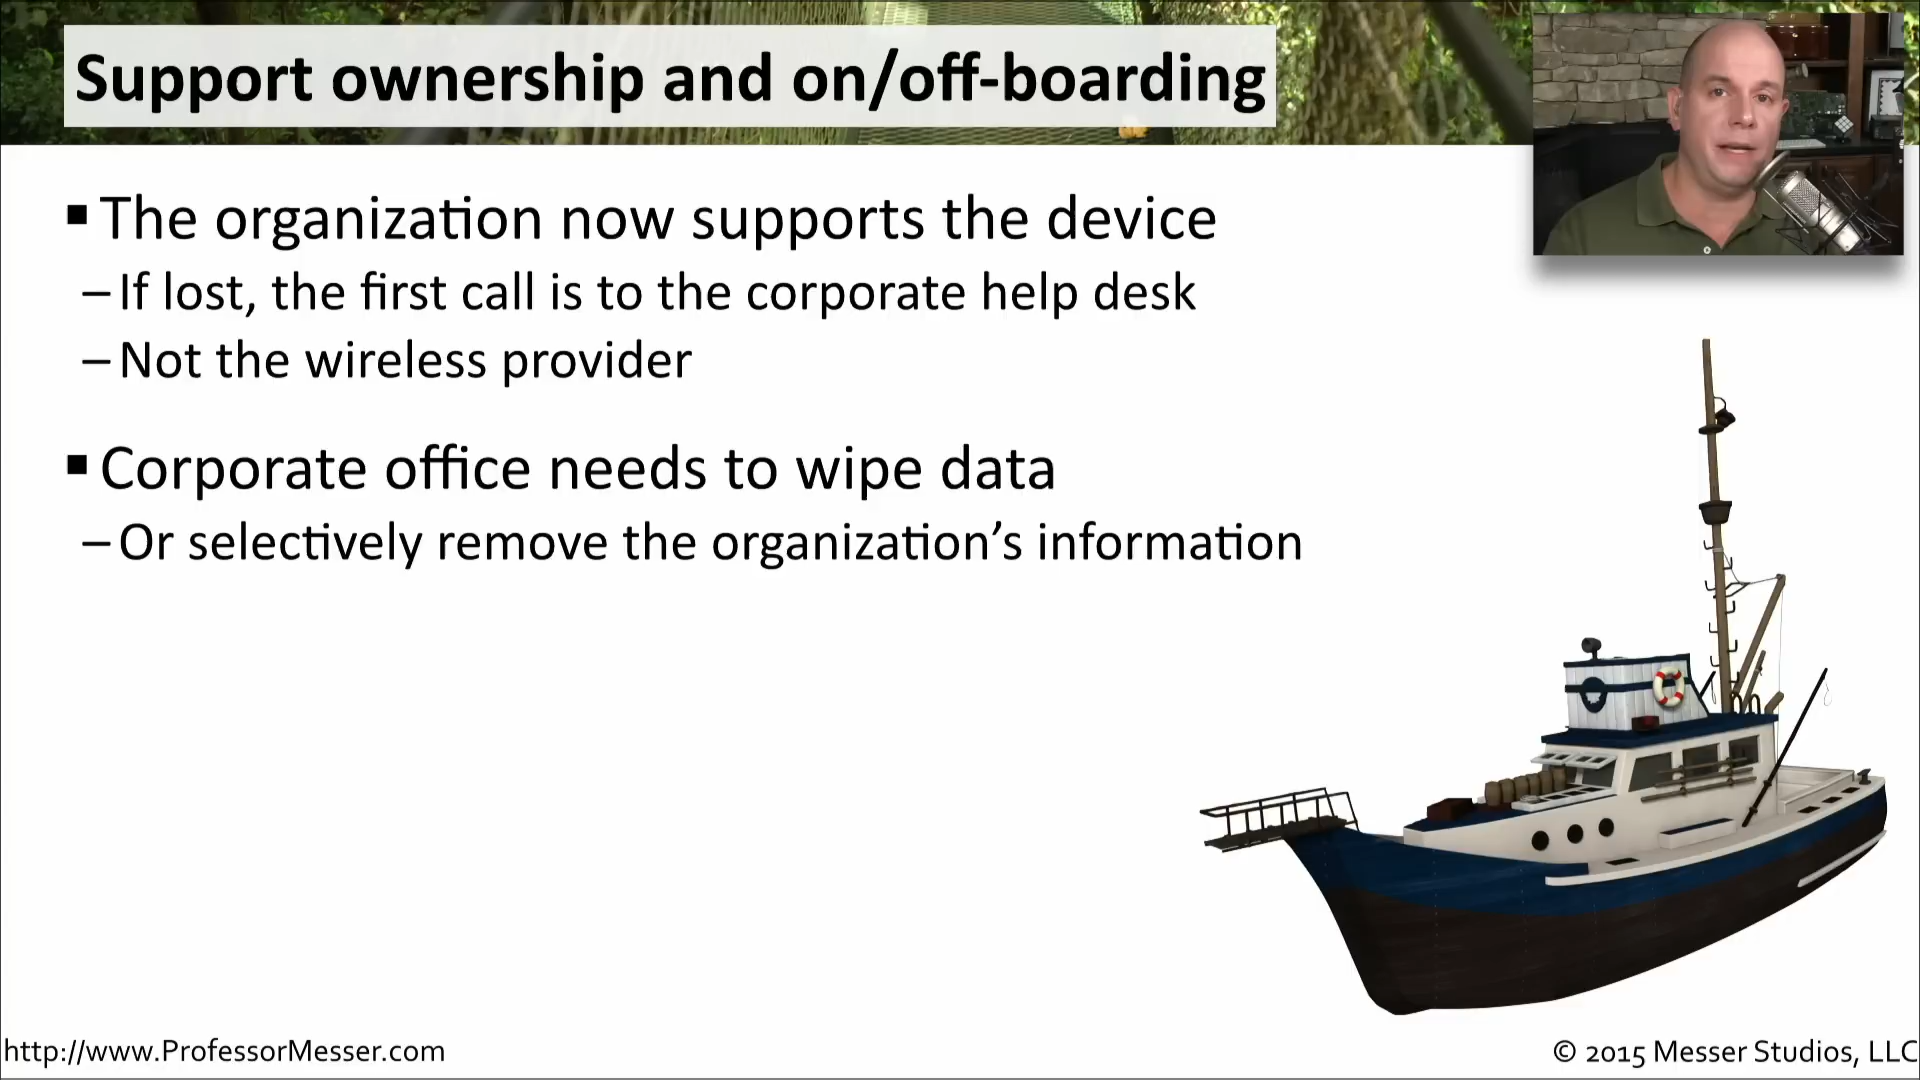 Support ownership and on/off-boarding
▪ The organization now supports the device
– If lost, the first call is to the corporate help desk
– Not the wireless provider
▪ Corporate office needs to wipe data
– Or selectively remove the organization’s information
http://www.ProfessorMesser.com
© 2015 Messer Studios, LLC